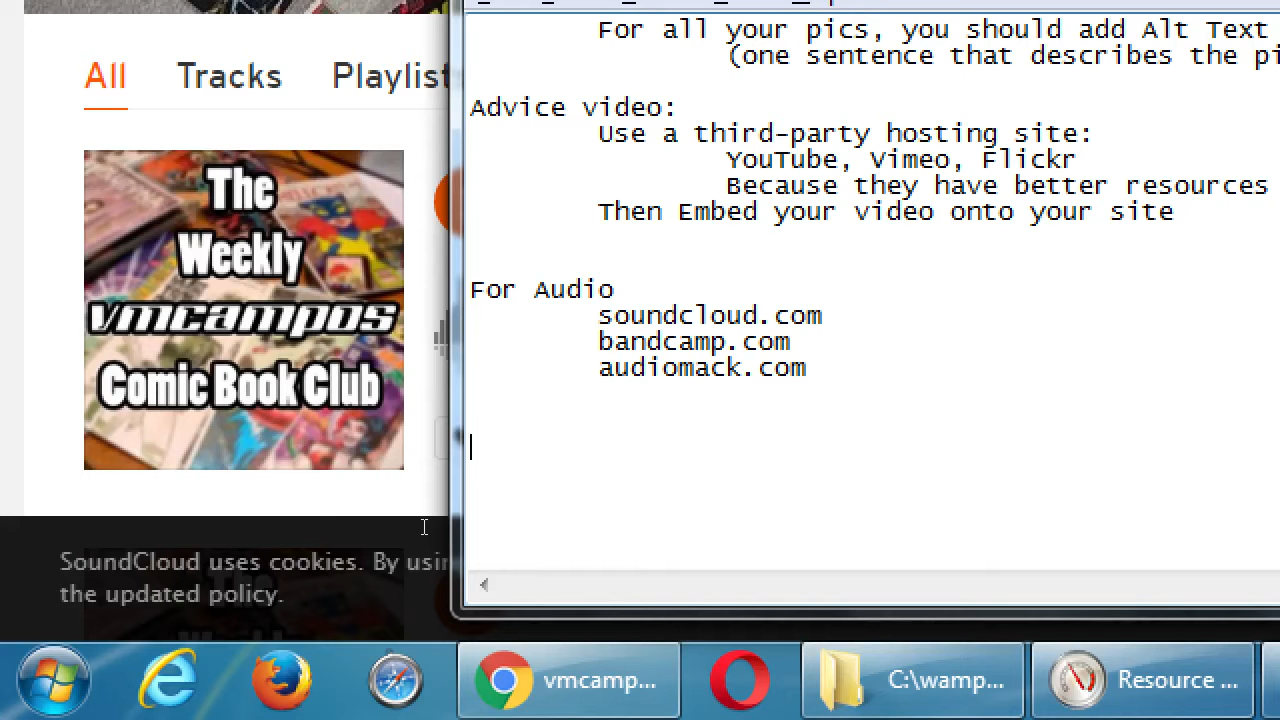 All Tracks Playlist
The
Weekly
vmcampos
Comic Book Club
SoundCloud uses cookies. By usin
the updated policy.
For all your pics, you should add Alt Text
(one sentence that describes the pi
Advice video:
Use a third-party hosting site:
YouTube, Vimeo, Flickr
Because they have better resources
Then Embed your video onto your site
For Audio
soundcloud.com
bandcamp.com
audiomack.com
vmcamp...
C:\wamp...
Resource ...